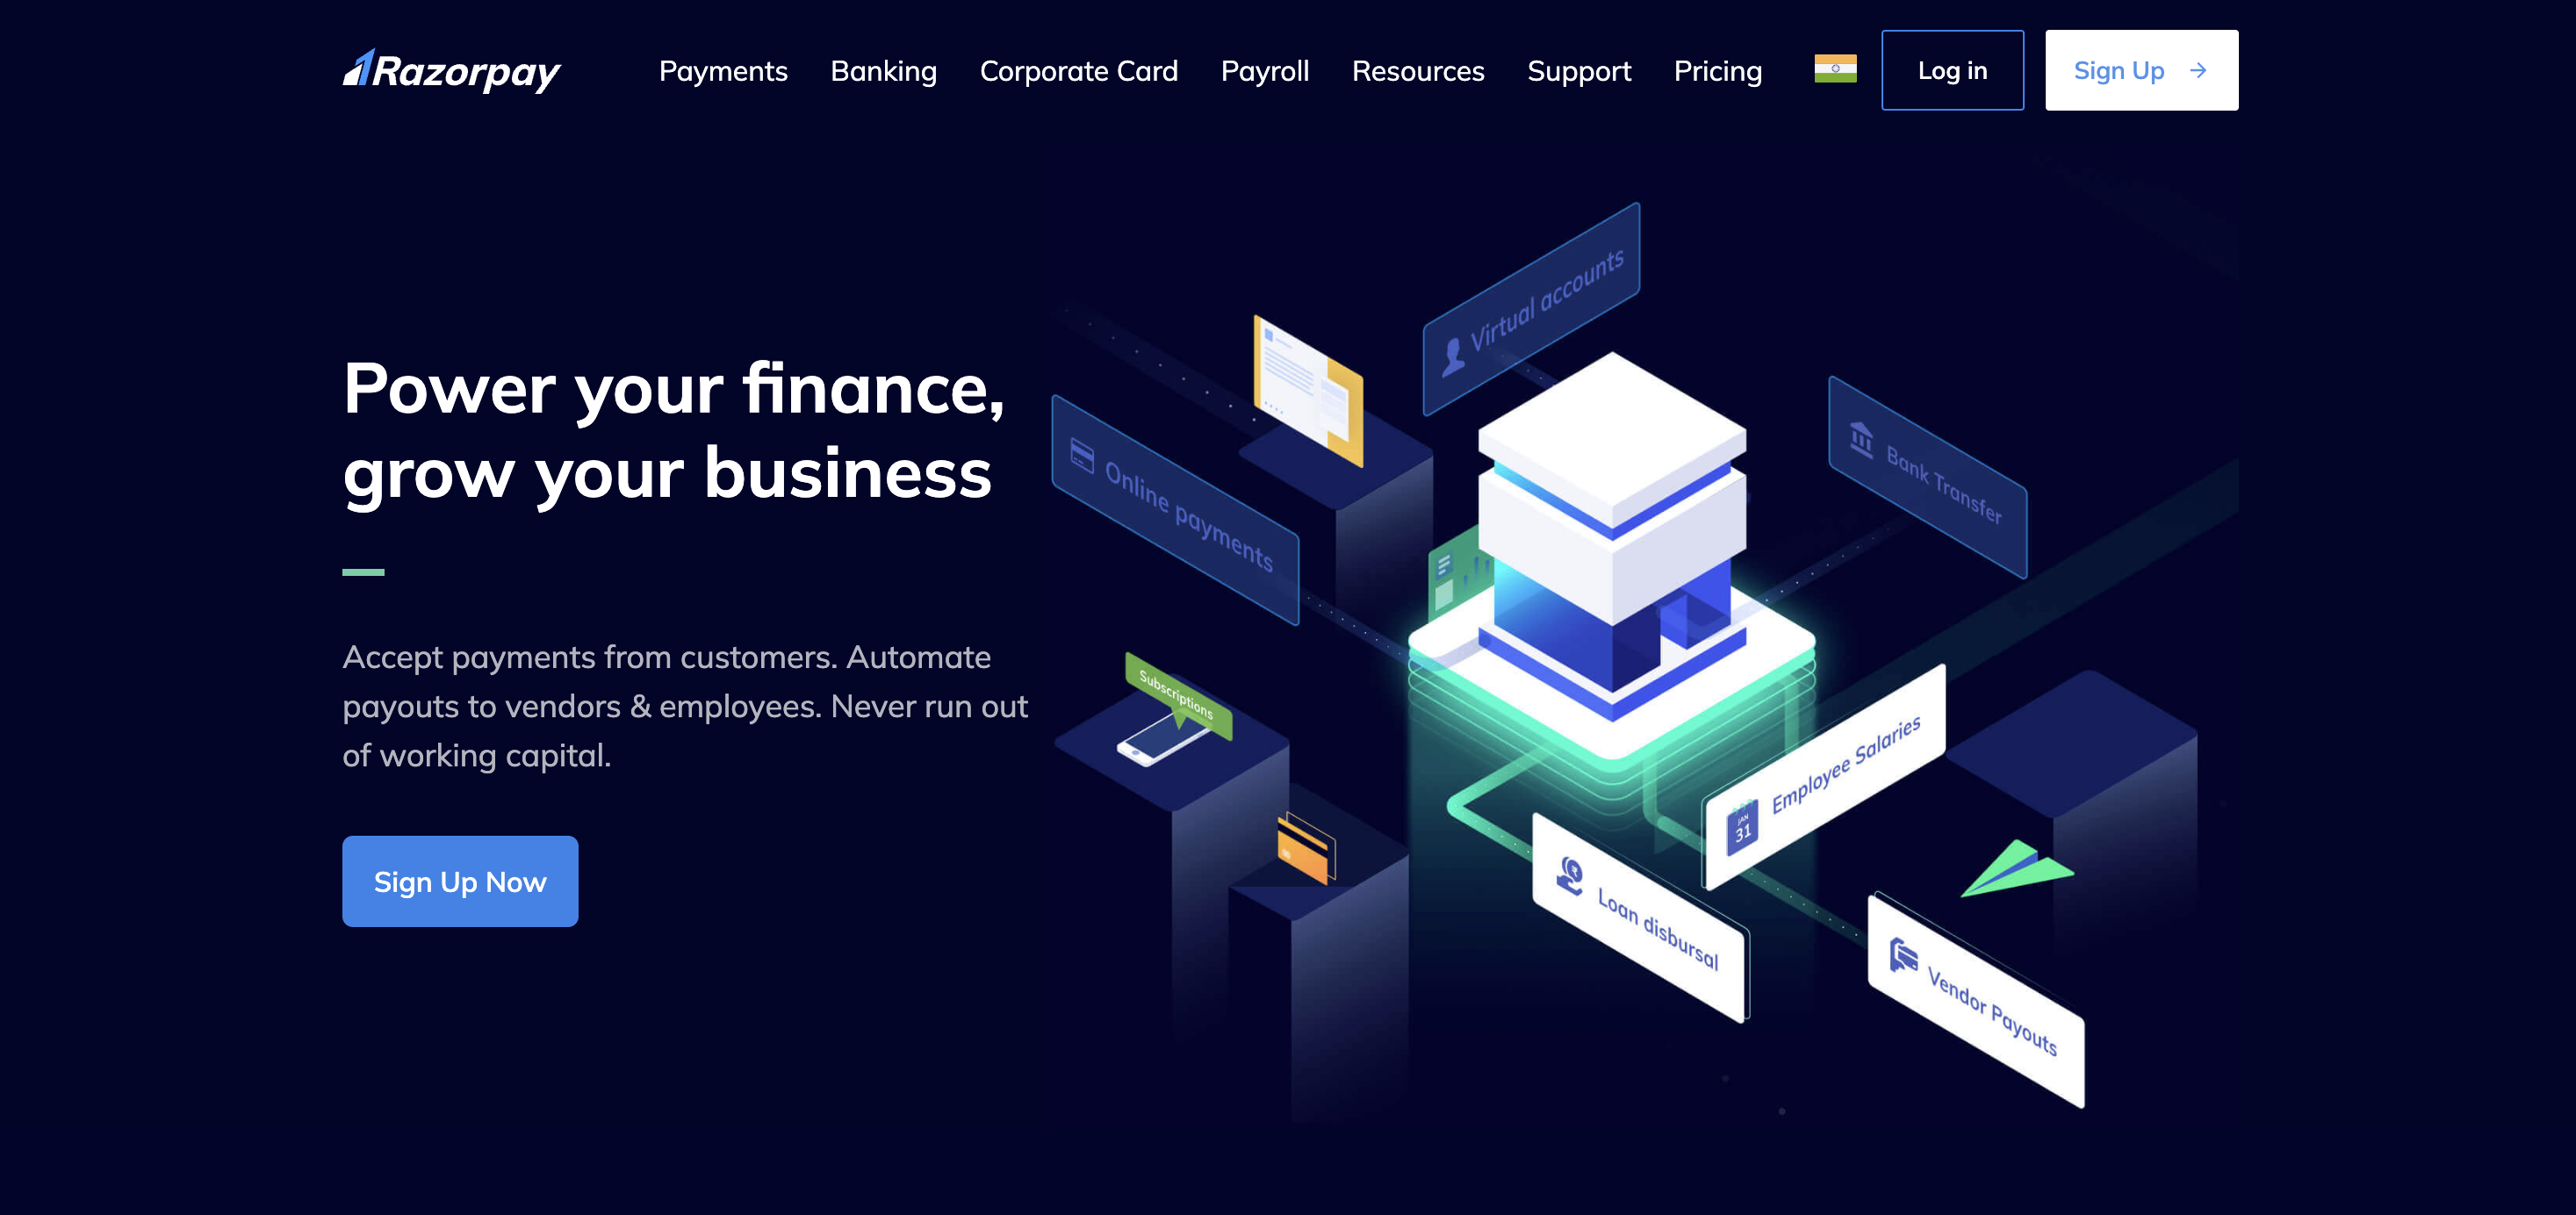 Razorpay
Payments
Banking
Corporate Card
Payroll
Resources
Support
Pricing
Log in
Sign Up
Power your finance,
grow your business
Accept payments from customers. Automate
payouts to vendors & employees. Never run out
of working capital.
Sign Up Now
Virtual accounts
Online payments
Bank Transfer
Subscriptions
JAN
31
Employee Salaries
Loan disbursal
Vendor Payouts